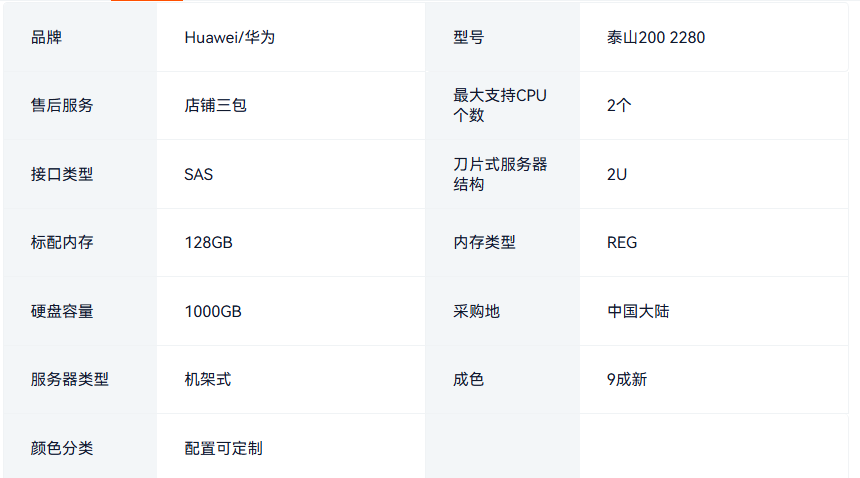 品牌
Huawei/华为
型号
泰山200 2280
售后服务
店铺三包
最大支持CPU
个数
2个
接口类型
SAS
刀片式服务器
结构
2U
标配内存
128GB
内存类型
REG
硬盘容量
1000GB
采购地
中国大陆
服务器类型
机架式
成色
9成新
颜色分类
配置可定制